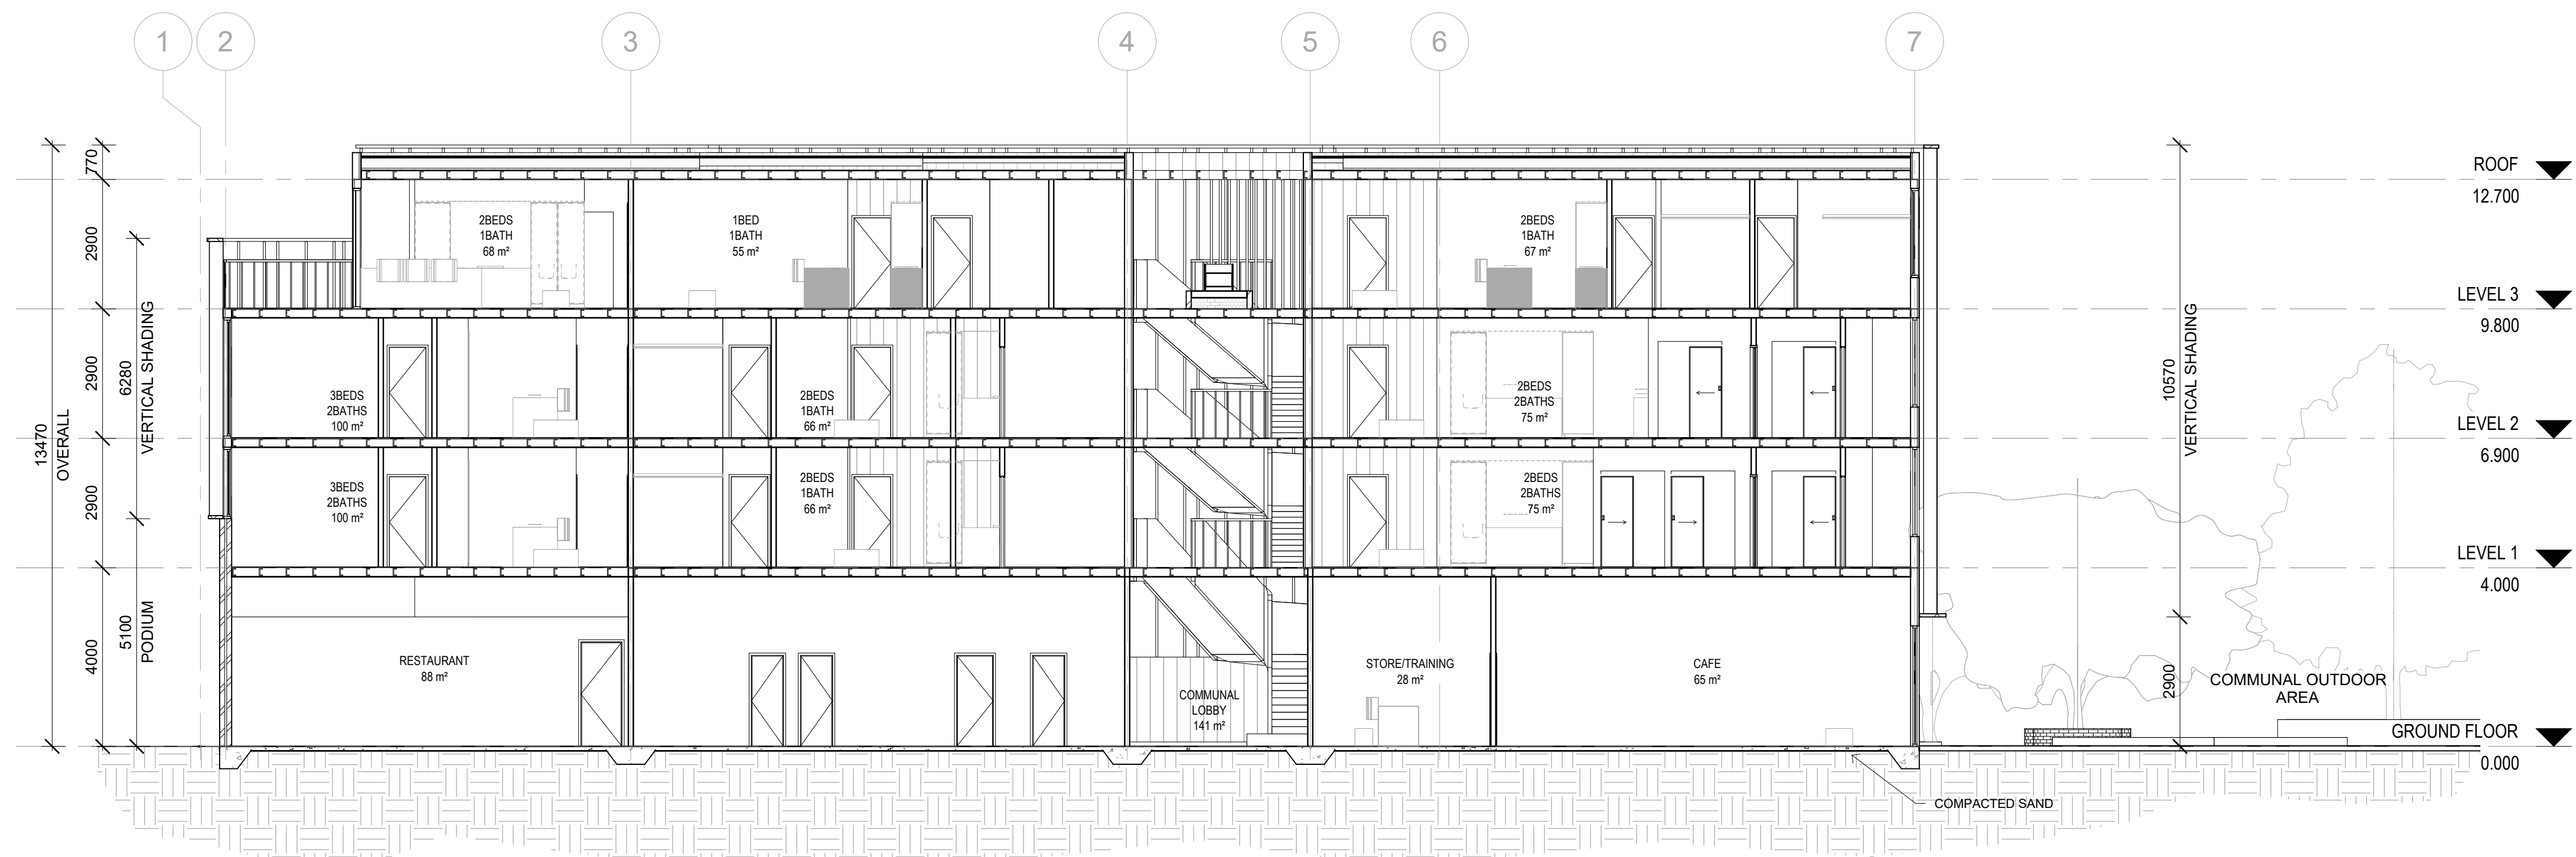 1
2
3
4
5
6
7
770
2900
2900
2900
4000
13470
OVERALL
6280
VERTICAL SHADING
5100
PODIUM
2BEDS
1BATH
68 m²
1BED
1BATH
55 m²
2BEDS
1BATH
67 m²
3BEDS
2BATHS
100 m²
2BEDS
1BATH
66 m²
2BEDS
2BATHS
75 m²
3BEDS
2BATHS
100 m²
2BEDS
1BATH
66 m²
2BEDS
2BATHS
75 m²
RESTAURANT
88 m²
COMMUNAL
LOBBY
141 m²
STORE/TRAINING
28 m²
CAFE
65 m²
10570
VERTICAL SHADING
2900
COMMUNAL OUTDOOR
AREA
COMPACTED SAND
ROOF
12.700
LEVEL 3
9.800
LEVEL 2
6.900
LEVEL 1
4.000
GROUND FLOOR
0.000